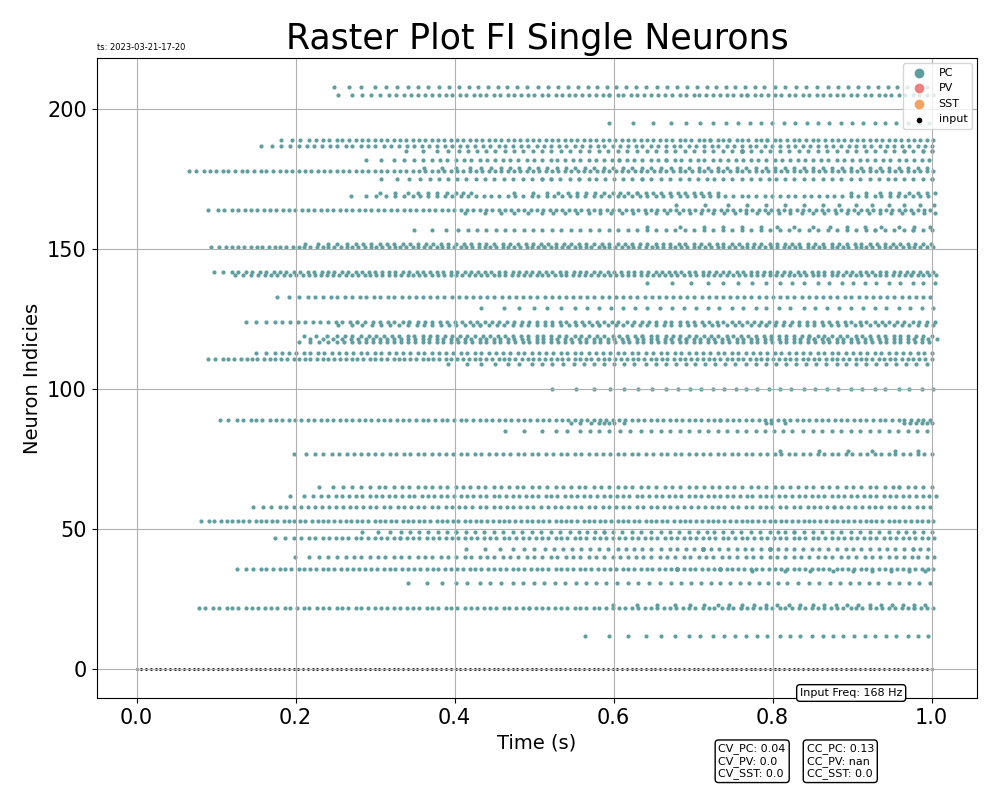 Raster Plot FI Single Neurons
ts: 2023-03-21-17-20
PC
PV
SST
input
200
150
100
50
0
Neuron Indicies
0.0 0.2 0.4 0.6 0.8 1.0
Time (s)
Input Freq: 168 Hz
CV_PC: 0.04
CV_PV: 0.0
CV_SST: 0.0
CC_PC: 0.13
CC_PV: nan
CC_SST: 0.0